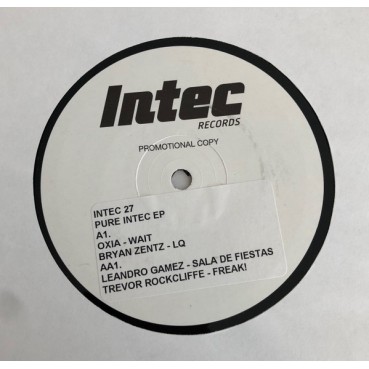 Intec
RECORDS
PROMOTIONAL COPY
INTEC 27
PURE INTEC EP
A1.
OXIA - WAIT
BRYAN ZENTZ - LQ
AA1.
LEANDRO GAMEZ - SALA DE FIESTAS
TREVOR ROCKCLIFFE - FREAK!